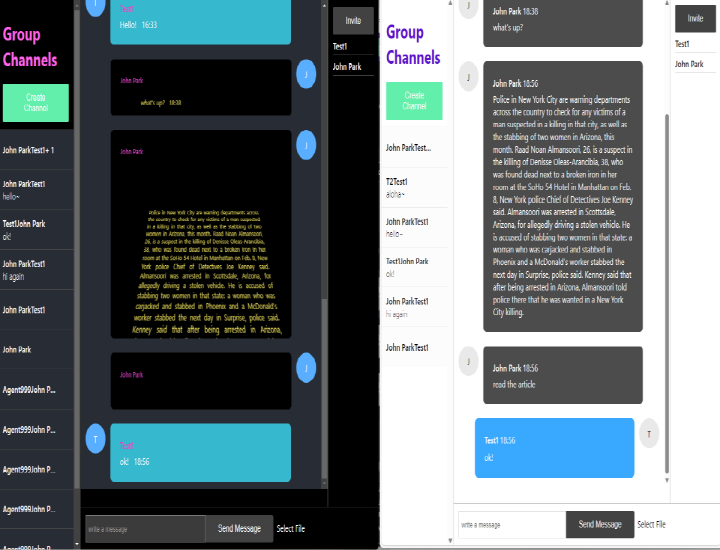 Group
Channels
Create
Channel
John ParkTest1+ 1
John ParkTest1
hello~
Test1John Park
ok!
John ParkTest1
hi again
John ParkTest1
John Park
Agent999John P...
Agent999John P...
Agent999John P...
Agent999John P...
Agent999John P...
T
Test1
Hello! 16:33
John Park
what's up? 18:38
J
John Park
J
Police in New York City are warning departments across
the country to check for any victims of a man suspected
in a killing in that city, as well as the stabbing of two
women in Arizona, this month. Raad Noan Almansoori,
26, is a suspect in the killing of Denisse Oleas-Arancibia,
38, who was found dead next to a broken iron in her
room at the SoHo 54 Hotel in Manhattan on Feb. 8, New
York police Chief of Detectives Joe Kenney said.
Almansoori was arrested in Scottsdale, Arizona, for
allegedly driving a stolen vehicle. He is accused of
stabbing two women in that state: a woman who was
carjacked and stabbed in Phoenix and a McDonald's
worker stabbed the next day in Surprise, police said.
Kenney said that after being arrested in Arizona,
John Park
J
T
Test1
ok! 18:56
write a message
Send Message
Select File
Invite
Test1
John Park
Group
Channels
Create
Channel
John ParkTest...
T2Test1
aloha~
John ParkTest1
hello~
Test1John Park
ok!
John ParkTest1
hi again
John ParkTest1
J
John Park 18:38
what's up?
J
John Park 18:56
Police in New York City are warning departments
across the country to check for any victims of a
man suspected in a killing in that city, as well as
the stabbing of two women in Arizona, this
month. Raad Noan Almansoori, 26, is a suspect in
the killing of Denisse Oleas-Arancibia, 38, who
was found dead next to a broken iron in her
room at the SoHo 54 Hotel in Manhattan on Feb.
8, New York police Chief of Detectives Joe Kenney
said. Almansoori was arrested in Scottsdale,
Arizona, for allegedly driving a stolen vehicle. He
is accused of stabbing two women in that state: a
woman who was carjacked and stabbed in
Phoenix and a McDonald's worker stabbed the
next day in Surprise, police said. Kenney said that
after being arrested in Arizona, Almansoori told
police there that he was wanted in a New York
City killing.
J
John Park 18:56
read the article
Test1 18:56
ok!
T
write a message
Send Message
Select File
Invite
Test1
John Park